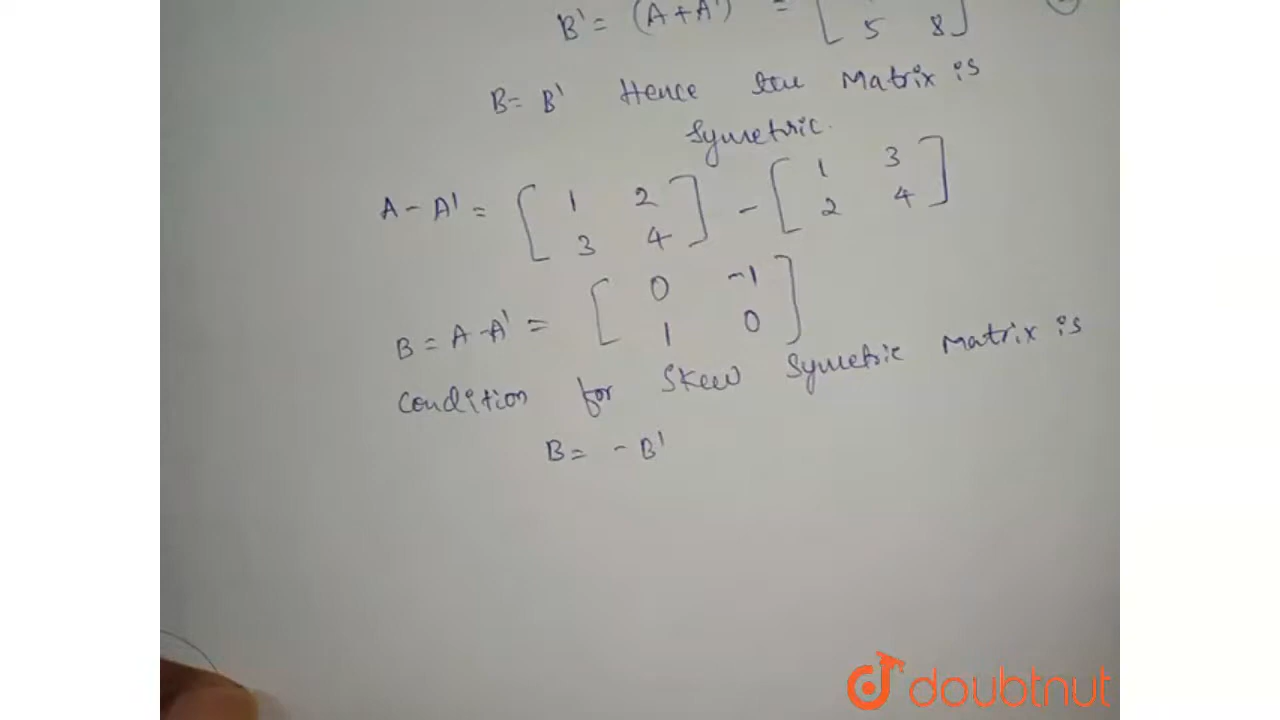 B' = (A+A') = [
5 8 ]
B = B' Hence Matrix is
Symetric.
A - A' = [ 1 2 ] - [ 1 3 ]
[ 3 4 ] [ 2 4 ]
B = A - A' = [ 0 -1 ]
[ 1 0 ]
Condition for Skew Symetric Matrix is
B = - B'
doubtnut